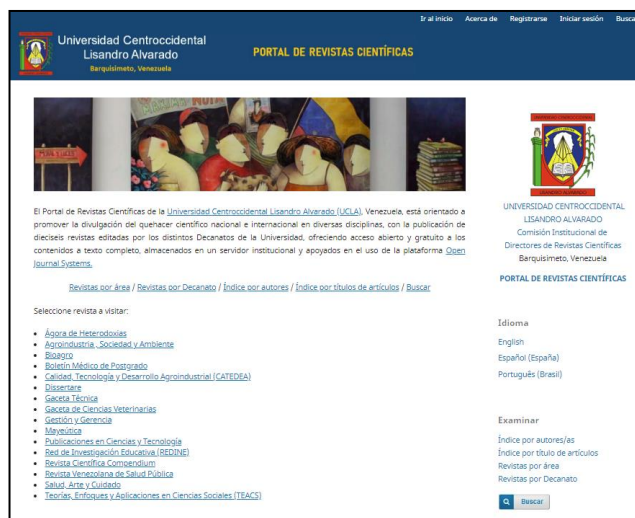 Ir al inicio Acerca de Registrarse Iniciar sesión Busca
Universidad Centroccidental
Lisandro Alvarado
Barquisimeto, Venezuela
PORTAL DE REVISTAS CIENTÍFICAS
El Portal de Revistas Científicas de la Universidad Centroccidental Lisandro Alvarado (UCLA), Venezuela, está orientado a
promover la divulgación del quehacer científico nacional e internacional en diversas disciplinas, con la publicación de
dieciseis revistas editadas por los distintos Decanatos de la Universidad, ofreciendo acceso abierto y gratuito a los
contenidos a texto completo, almacenados en un servidor institucional y apoyados en el uso de la plataforma Open
Journal Systems.
Revistas por área / Revistas por Decanato / Índice por autores / Índice por títulos de artículos / Buscar
Seleccione revista a visitar:
Ágora de Heterodoxias
Agroindustria , Sociedad y Ambiente
Bioagro
Boletín Médico de Postgrado
Calidad, Tecnología y Desarrollo Agroindustrial (CATEDEA)
Dissertare
Gaceta Técnica
Gaceta de Ciencias Veterinarias
Gestión y Gerencia
Mayeútica
Publicaciones en Ciencias y Tecnología
Red de Investigación Educativa (REDINE)
Revista Científica Compendium
Revista Venezolana de Salud Pública
Salud, Arte y Cuidado
Teorías, Enfoques y Aplicaciones en Ciencias Sociales (TEACS)
UNIVERSIDAD CENTROCCIDENTAL
LISANDRO ALVARADO
UNIVERSIDAD CENTROCCIDENTAL
LISANDRO ALVARADO
Comisión Institucional de
Directores de Revistas Científicas
Barquisimeto, Venezuela
PORTAL DE REVISTAS CIENTÍFICAS
Idioma
English
Español (España)
Português (Brasil)
Examinar
Índice por autores/as
Índice por título de artículos
Revistas por área
Revistas por Decanato
Buscar